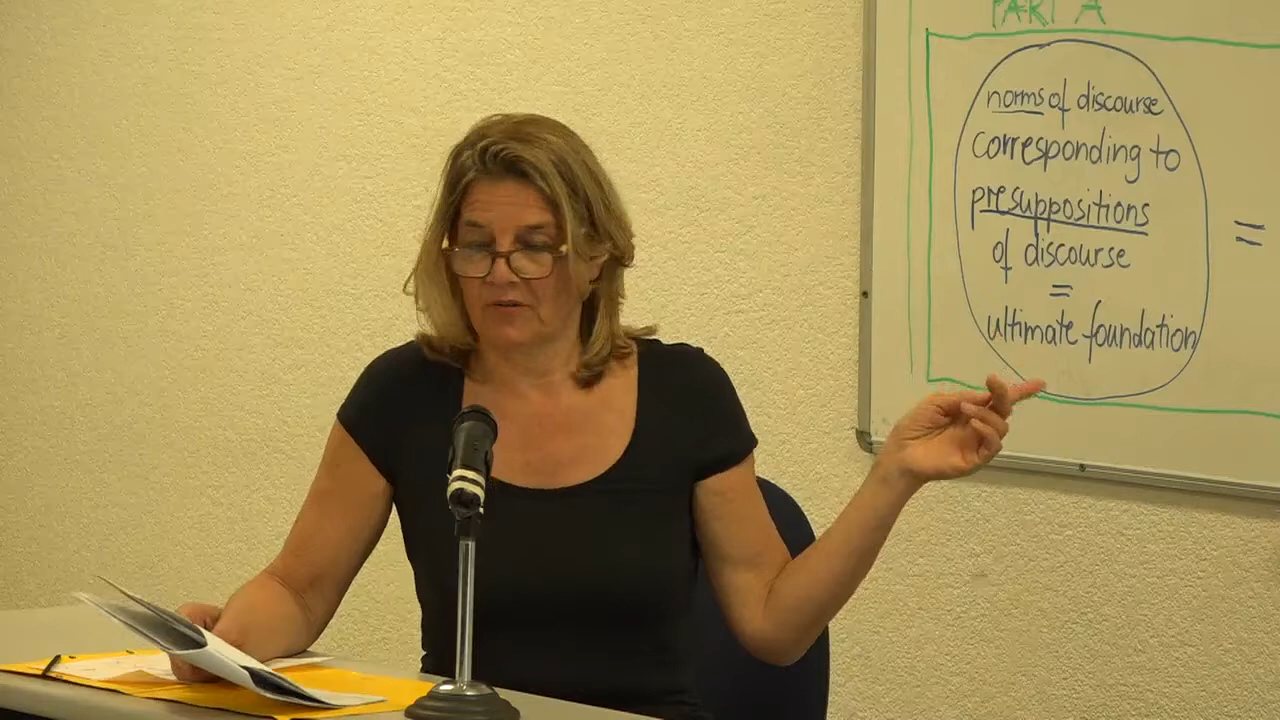 PART A
norms of discourse
corresponding to
presuppositions
of discourse
=
ultimate foundation
=